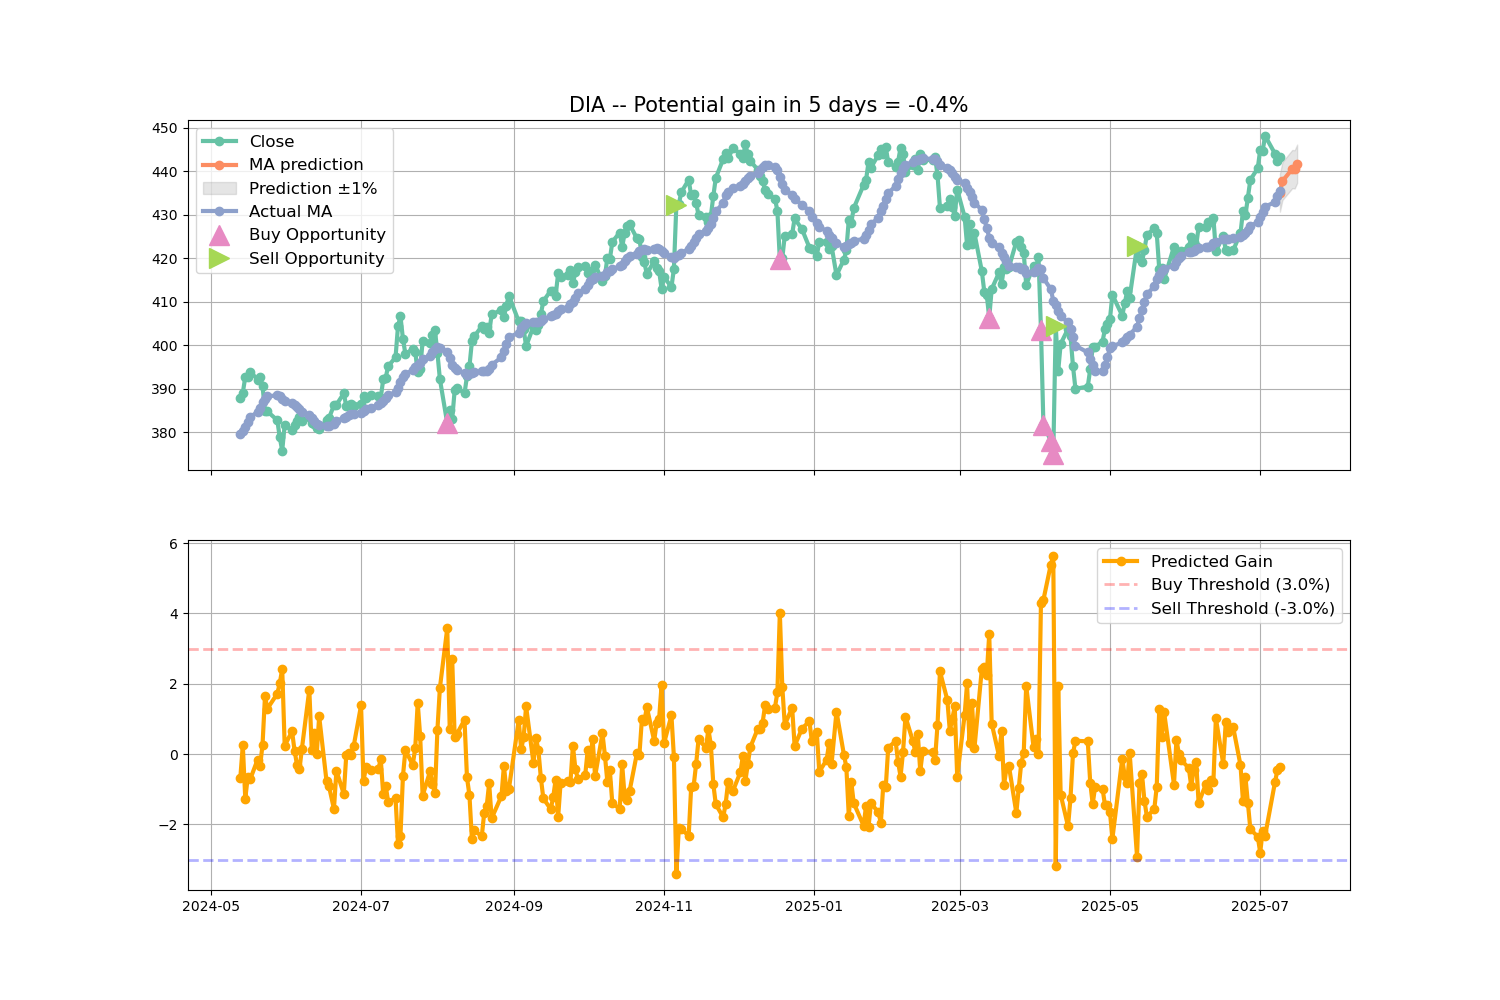 DIA -- Potential gain in 5 days = -0.4%
450
440
430
420
410
400
390
380
Close
MA prediction
Prediction ±1%
Actual MA
Buy Opportunity
Sell Opportunity
6
4
2
0
−2
Predicted Gain
Buy Threshold (3.0%)
Sell Threshold (-3.0%)
2024-05
2024-07
2024-09
2024-11
2025-01
2025-03
2025-05
2025-07